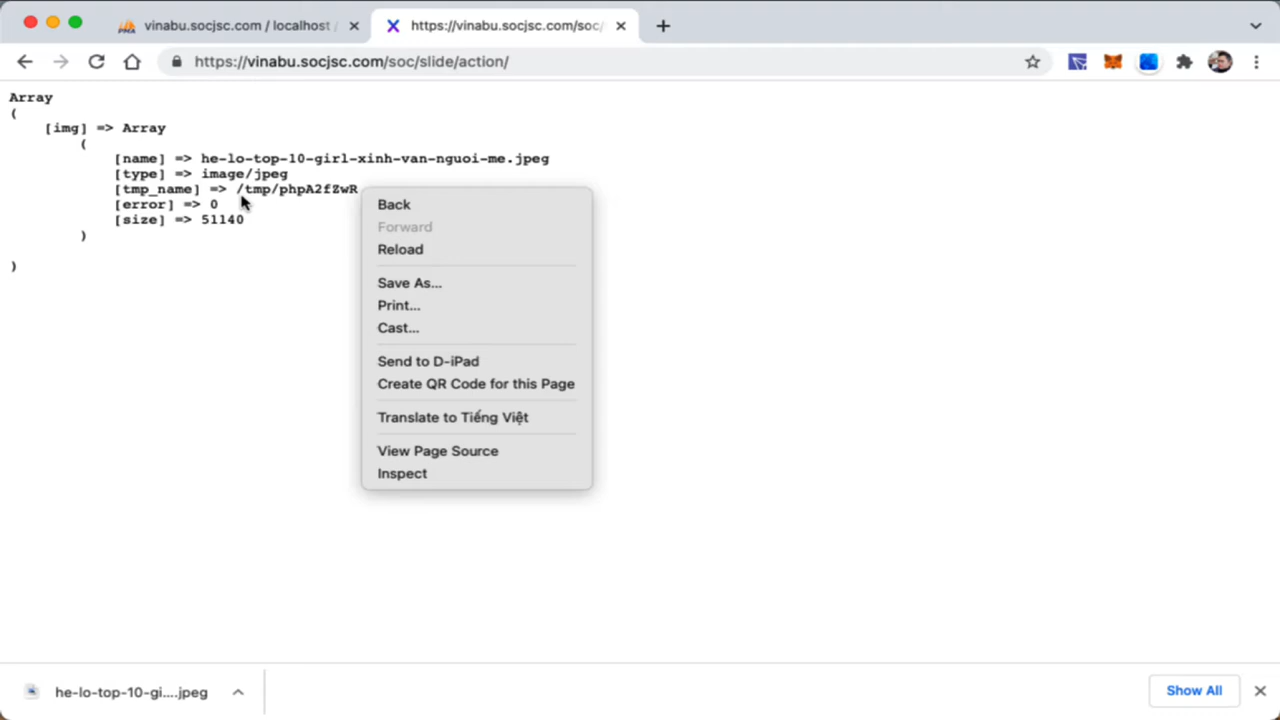 vinabu.socjsc.com / localhost /
https://vinabu.socjsc.com/soc/
https://vinabu.socjsc.com/soc/slide/action/
Array
(
[img] => Array
(
[name] => he-lo-top-10-girl-xinh-van-nguoi-me.jpeg
[type] => image/jpeg
[tmp_name] => /tmp/phpA2fZwR
[error] => 0
[size] => 51140
)
)
Back
Forward
Reload
Save As...
Print...
Cast...
Send to D-iPad
Create QR Code for this Page
Translate to Tiếng Việt
View Page Source
Inspect
he-lo-top-10-gi....jpeg
Show All